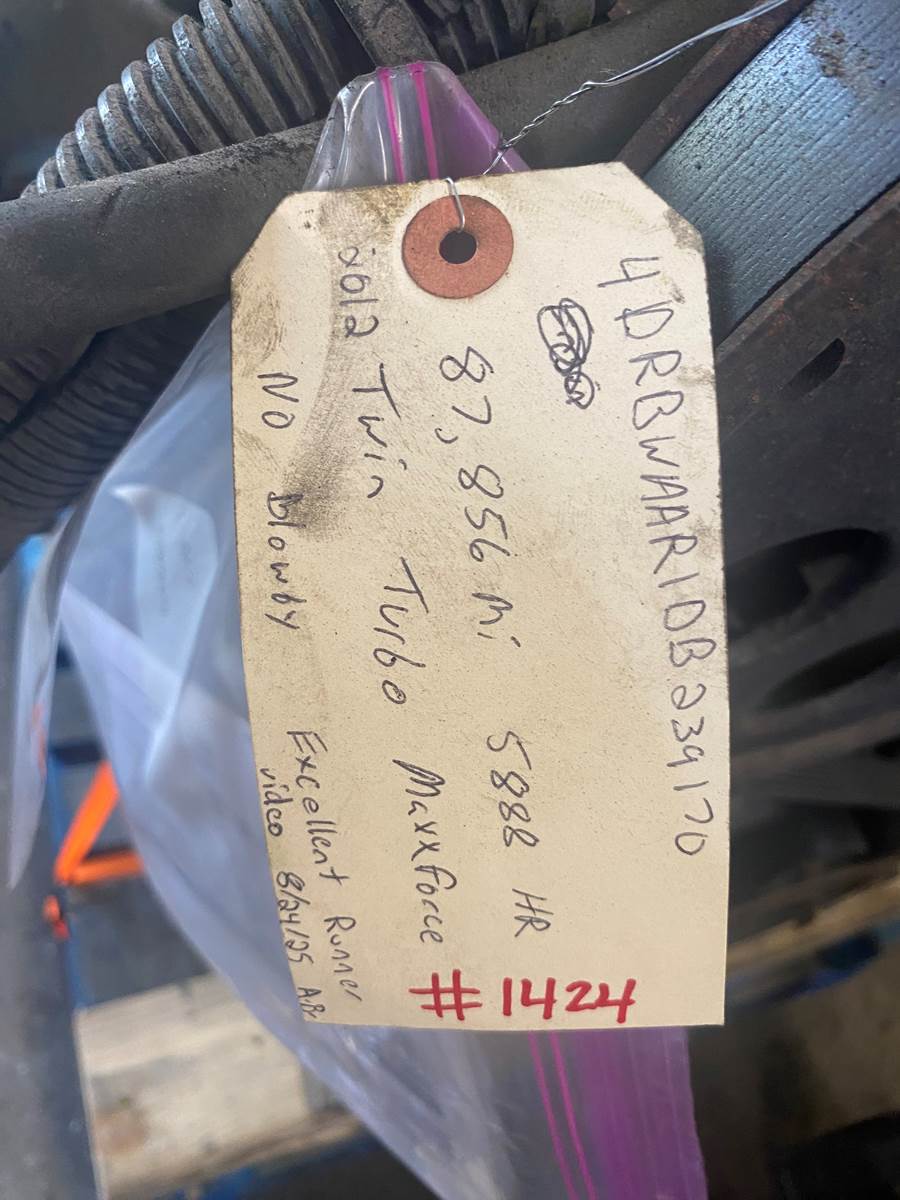 4DRBWAAR1DB239170
87,856 mi 5888 HR
2012 Twin Turbo Maxxforce
NO Blowby Excellent Runner
video 8/24/25 AB
#1424